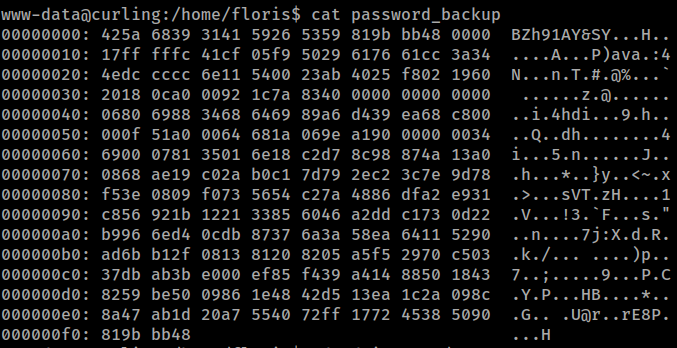 www-data@curling:/home/floris$ cat password_backup
00000000: 425a 6839 3141 5926 5359 819b bb48 0000  BZh91AY&SY...H..
00000010: 17ff fffc 41cf 05f9 5029 6176 61cc 3a34  ....A...P)ava.:4
00000020: 4edc cccc 6e11 5400 23ab 4025 f802 1960  N...n.T.#.@%...`
00000030: 2018 0ca0 0092 1c7a 8340 0000 0000 0000   ......z.@......
00000040: 0680 6988 3468 6469 89a6 d439 ea68 c800  ..i.4hdi...9.h..
00000050: 000f 51a0 0064 681a 069e a190 0000 0034  ..Q..dh........4
00000060: 6900 0781 3501 6e18 c2d7 8c98 874a 13a0  i...5.n......J..
00000070: 0868 ae19 c02a b0c1 7d79 2ec2 3c7e 9d78  .h...*..}y..<~.x
00000080: f53e 0809 f073 5654 c27a 4886 dfa2 e931  .>...sVT.zH....1
00000090: c856 921b 1221 3385 6046 a2dd c173 0d22  .V...!3.`F...s."
000000a0: b996 6ed4 0cdb 8737 6a3a 58ea 6411 5290  ..n....7j:X.d.R.
000000b0: ad6b b12f 0813 8120 8205 a5f5 2970 c503  .k./... ....)p..
000000c0: 37db ab3b e000 ef85 f439 a414 8850 1843  7..;.....9...P.C
000000d0: 8259 be50 0986 1e48 42d5 13ea 1c2a 098c  .Y.P...HB....*..
000000e0: 8a47 ab1d 20a7 5540 72ff 1772 4538 5090  .G.. .U@r..rE8P.
000000f0: 819b bb48                                ...H